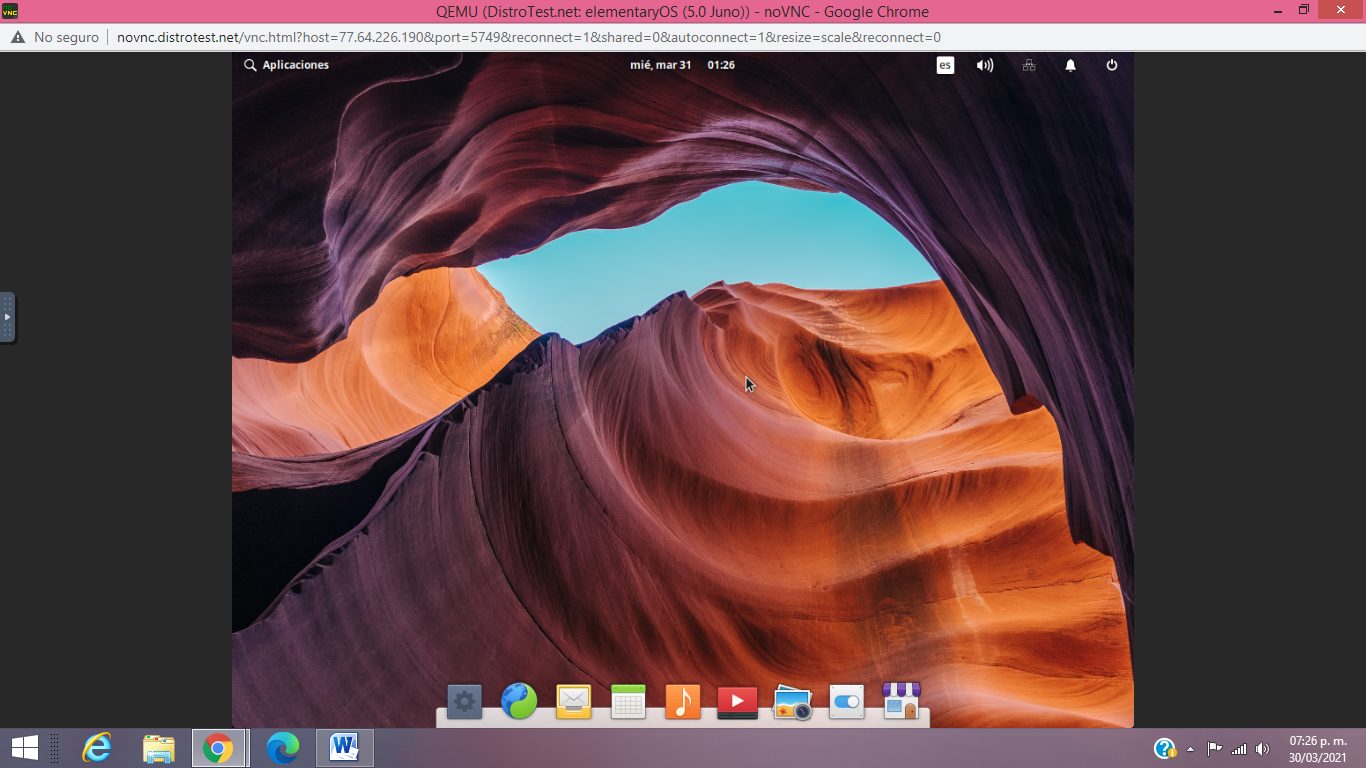 QEMU (DistroTest.net: elementaryOS (5.0 Juno)) - noVNC - Google Chrome
No seguro novnc.distrotest.net/vnc.html?host=77.64.226.190&port=5749&reconnect=1&shared=0&autoconnect=1&resize=scale&reconnect=0
Aplicaciones mié, mar 31 01:26 es
07:26 p. m.
30/03/2021